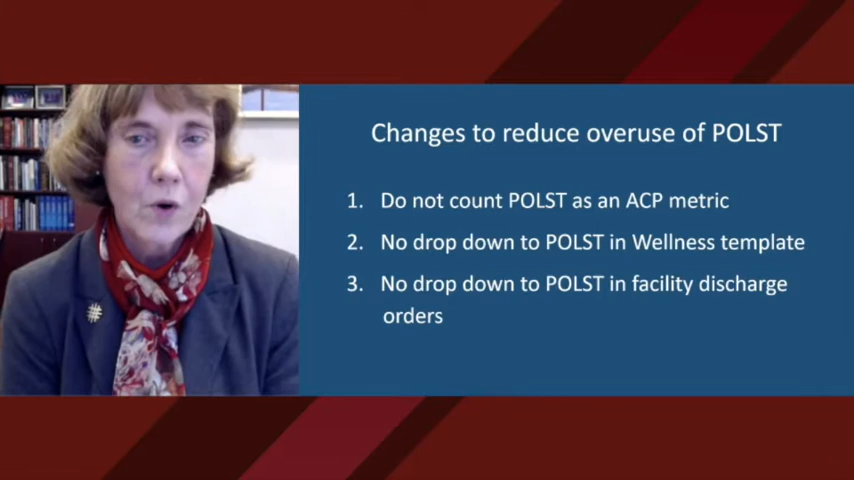 Changes to reduce overuse of POLST
1. Do not count POLST as an ACP metric
2. No drop down to POLST in Wellness template
3. No drop down to POLST in facility discharge
orders